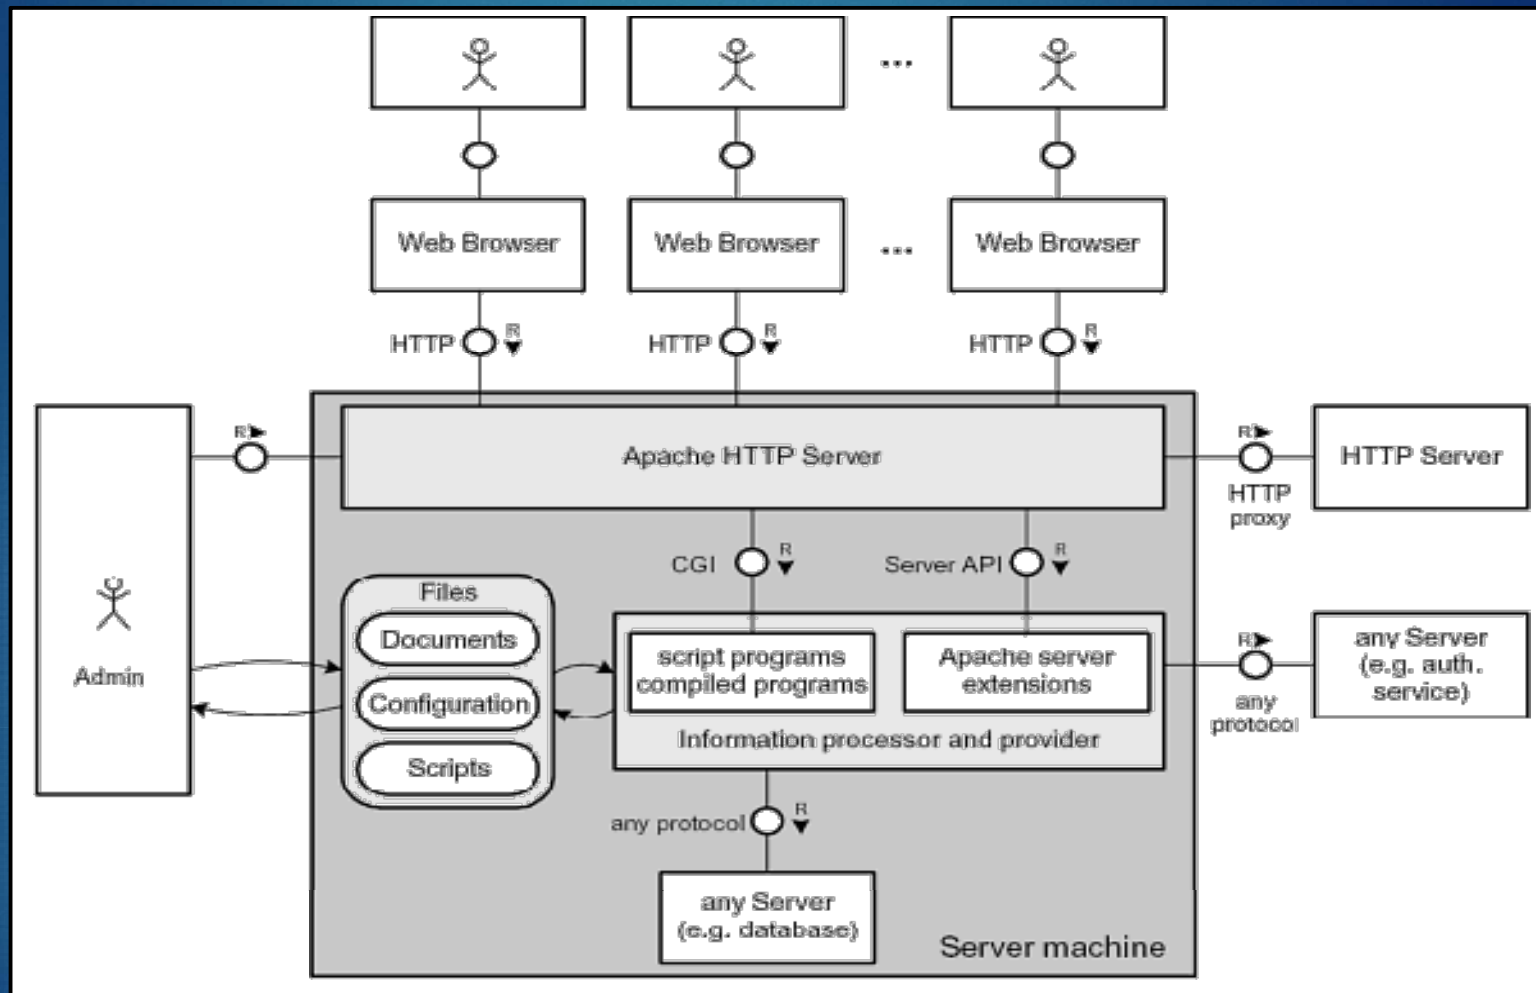 ...
Web Browser
Web Browser
...
Web Browser
HTTP
R
HTTP
R
HTTP
R
R
Apache HTTP Server
R
HTTP
proxy
HTTP Server
CGI
R
Server API
R
Admin
Files
Documents
Configuration
Scripts
script programs
compiled programs
Apache server
extensions
Information processor and provider
R
any
protocol
any Server
(e.g. auth.
service)
any protocol
R
any Server
(e.g. database)
Server machine